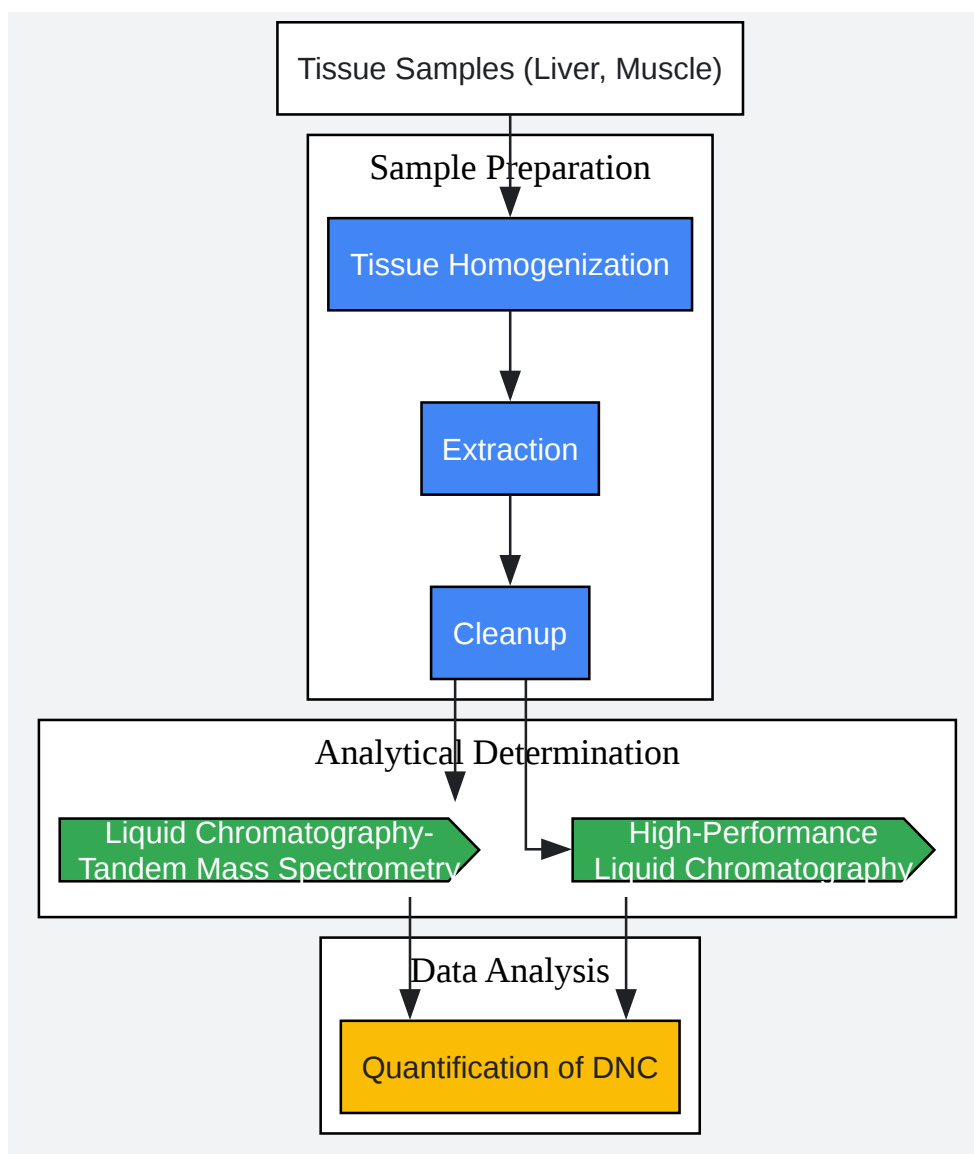 Tissue Samples (Liver, Muscle)
Sample Preparation
Tissue Homogenization
Extraction
Cleanup
Analytical Determination
Liquid Chromatography-
Tandem Mass Spectrometry
High-Performance
Liquid Chromatography
Data Analysis
Quantification of DNC